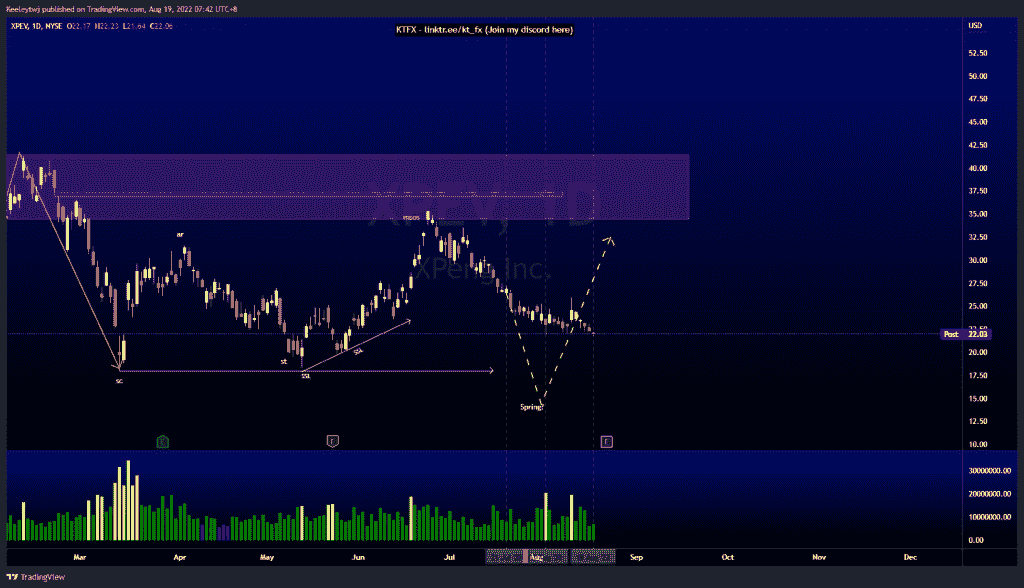 Keeleytwj published on TradingView.com, Aug 19, 2022 07:42 UTC+8
XPEV, 1D, NYSE O22.17 H22.23 L21.64 C22.06
KTFX - linktr.ee/kt_fx (Join my discord here)
USD
52.50
50.00
47.50
45.00
42.50
40.00
37.50
35.00
32.50
30.00
27.50
25.00
22.50
Post 22.03
20.00
17.50
15.00
12.50
10.00
XPEV, 1D
XPeng Inc.
ar
msos
sc
st
Spring?
E
E
30000000.00
20000000.00
10000000.00
0.00
Mar Apr May Jun Jul Aug Sep Oct Nov Dec
TradingView